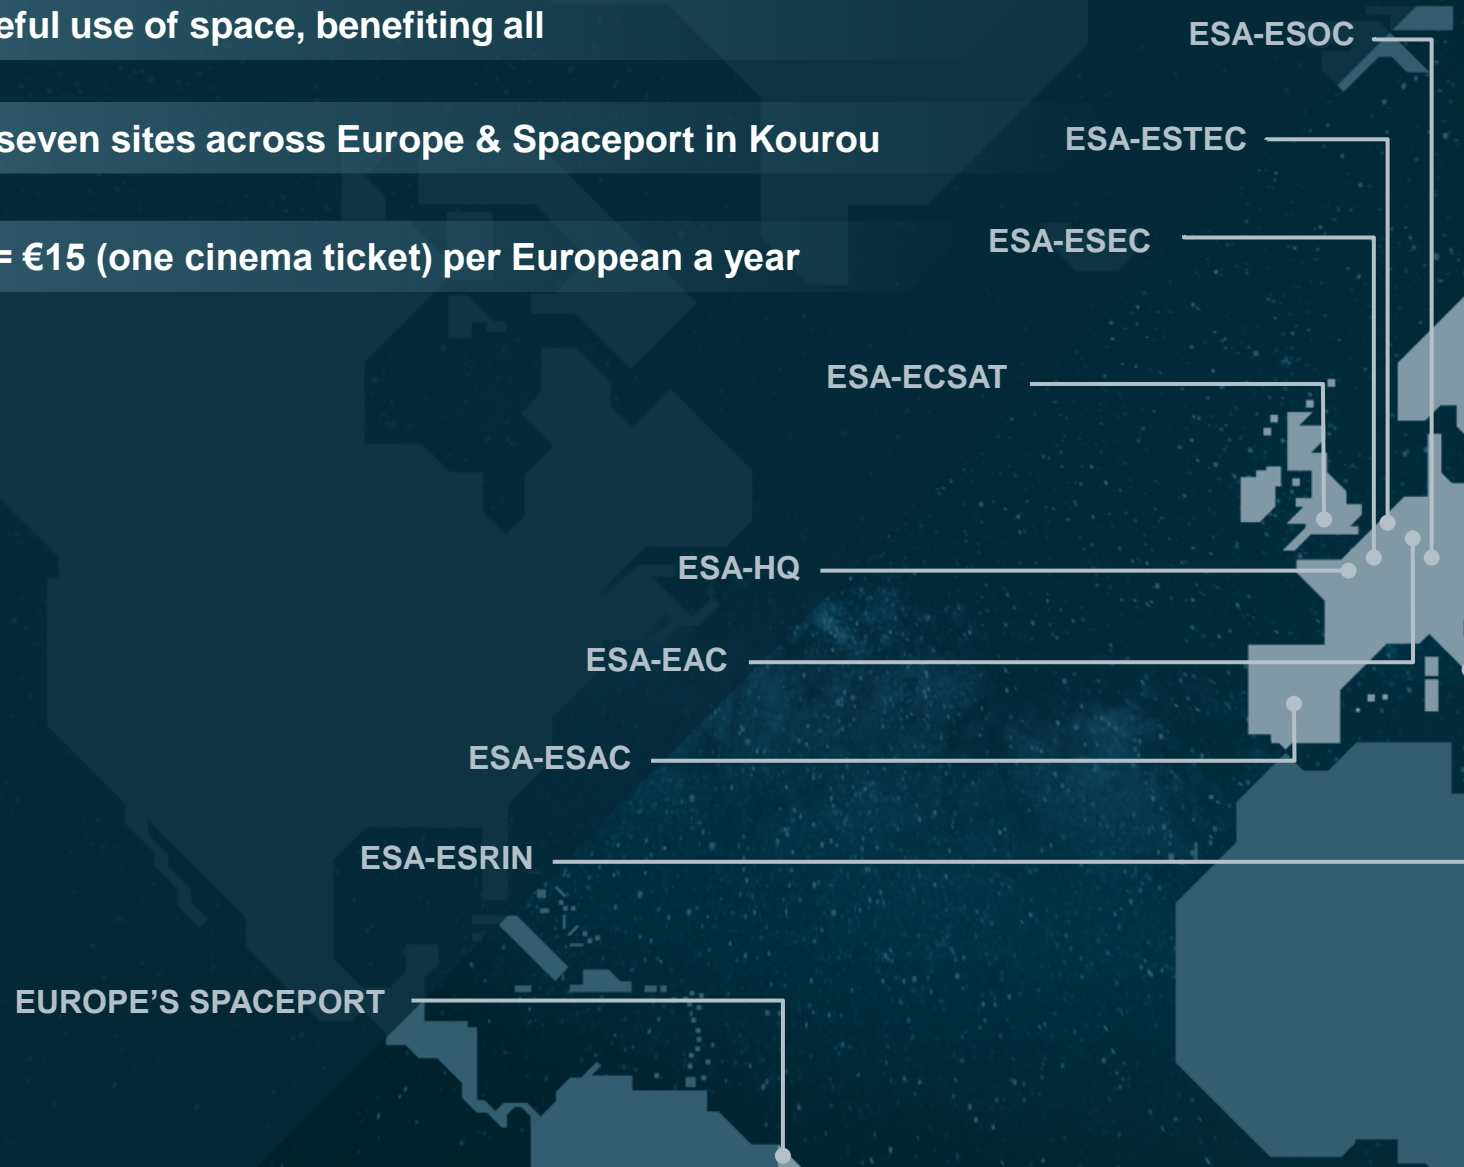 eful use of space, benefiting all
seven sites across Europe & Spaceport in Kourou
= €15 (one cinema ticket) per European a year
ESA-ESOC
ESA-ESTEC
ESA-ESEC
ESA-ECSAT
ESA-HQ
ESA-EAC
ESA-ESAC
ESA-ESRIN
EUROPE’S SPACEPORT